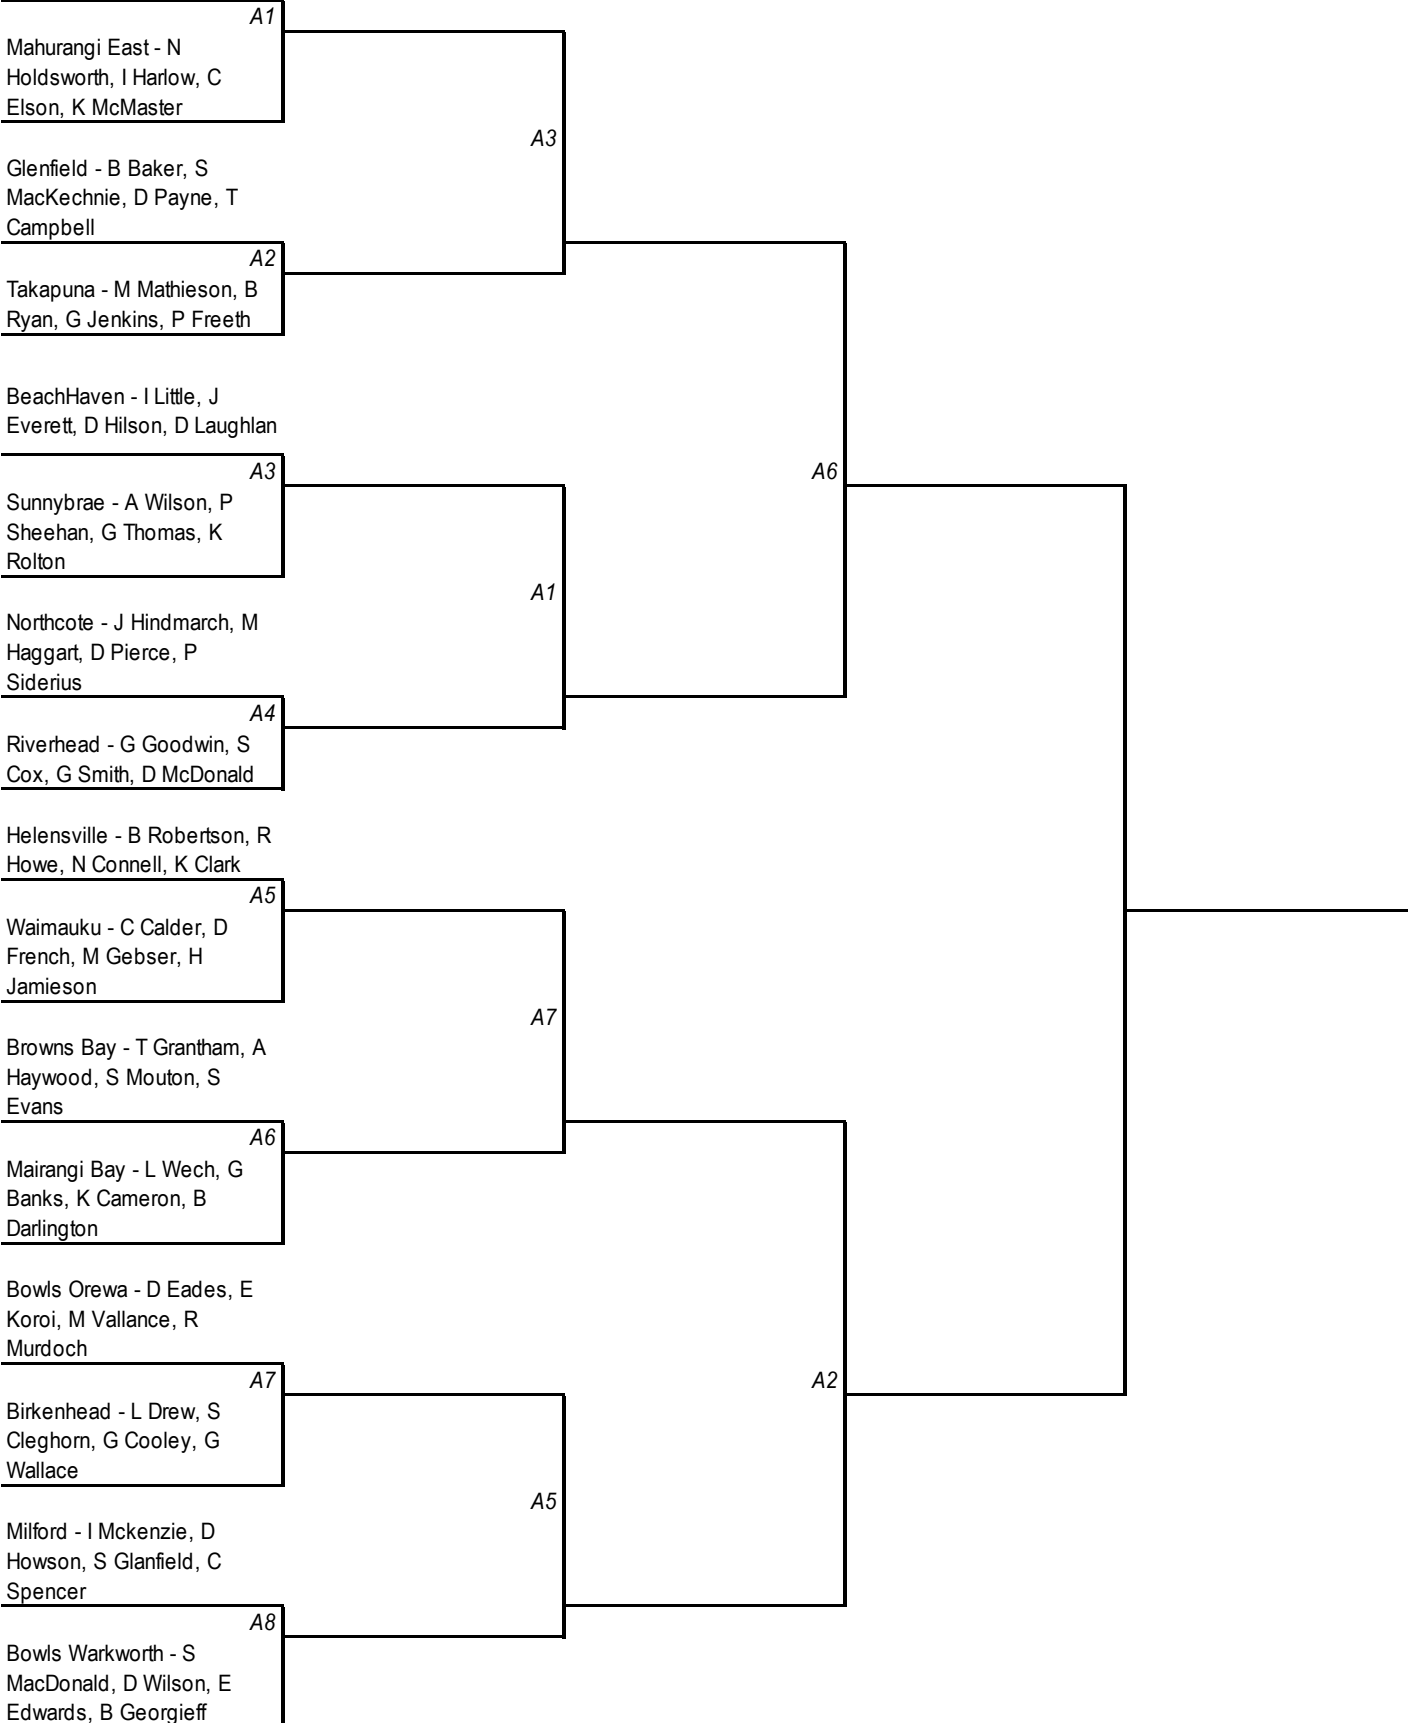 A1
Mahurangi East - N
Holdsworth, I Harlow, C
Elson, K McMaster
A3
Glenfield - B Baker, S
MacKechnie, D Payne, T
Campbell
A2
Takapuna - M Mathieson, B
Ryan, G Jenkins, P Freeth
BeachHaven - I Little, J
Everett, D Hilson, D Laughlan
A3
A6
Sunnybrae - A Wilson, P
Sheehan, G Thomas, K
Rolton
A1
Northcote - J Hindmarch, M
Haggart, D Pierce, P
Siderius
A4
Riverhead - G Goodwin, S
Cox, G Smith, D McDonald
Helensville - B Robertson, R
Howe, N Connell, K Clark
A5
Waimauku - C Calder, D
French, M Gebser, H
Jamieson
A7
Browns Bay - T Grantham, A
Haywood, S Mouton, S
Evans
A6
Mairangi Bay - L Wech, G
Banks, K Cameron, B
Darlington
Bowls Orewa - D Eades, E
Koroi, M Vallance, R
Murdoch
A7
A2
Birkenhead - L Drew, S
Cleghorn, G Cooley, G
Wallace
A5
Milford - I Mckenzie, D
Howson, S Glanfield, C
Spencer
A8
Bowls Warkworth - S
MacDonald, D Wilson, E
Edwards, B Georgieff